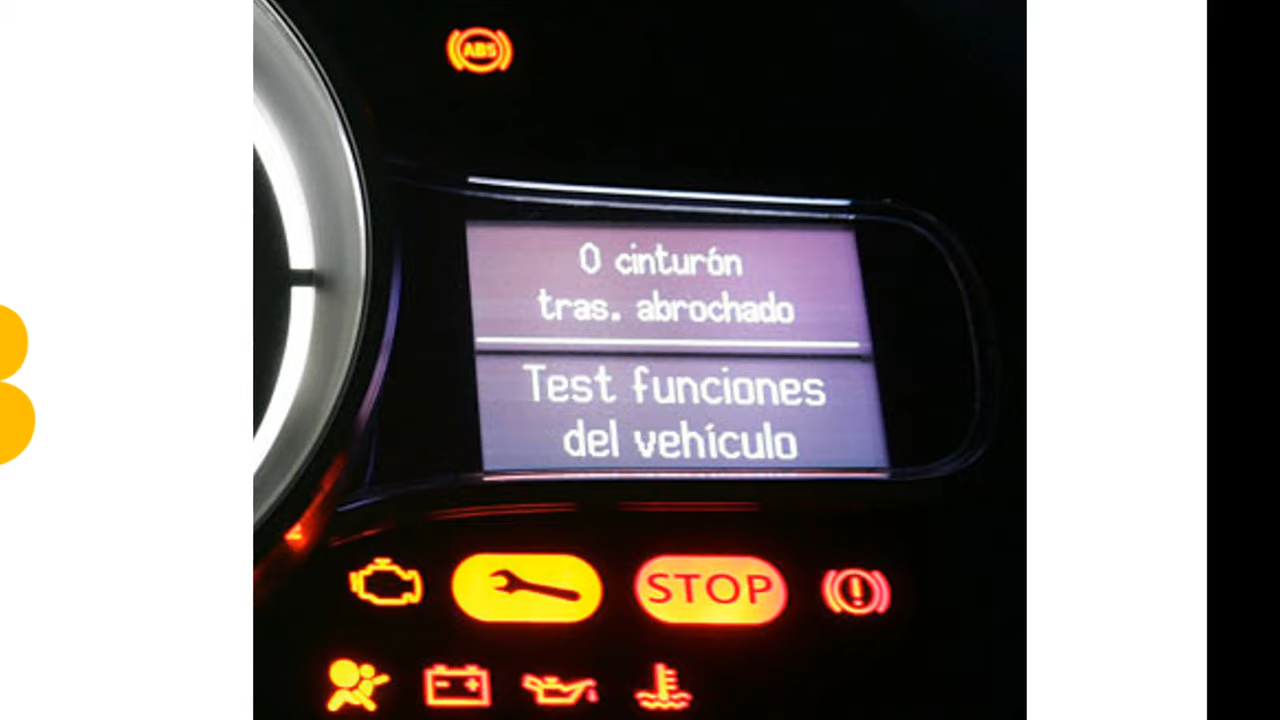 ABS
0 cinturón
tras. abrochado
Test funciones
del vehículo
STOP